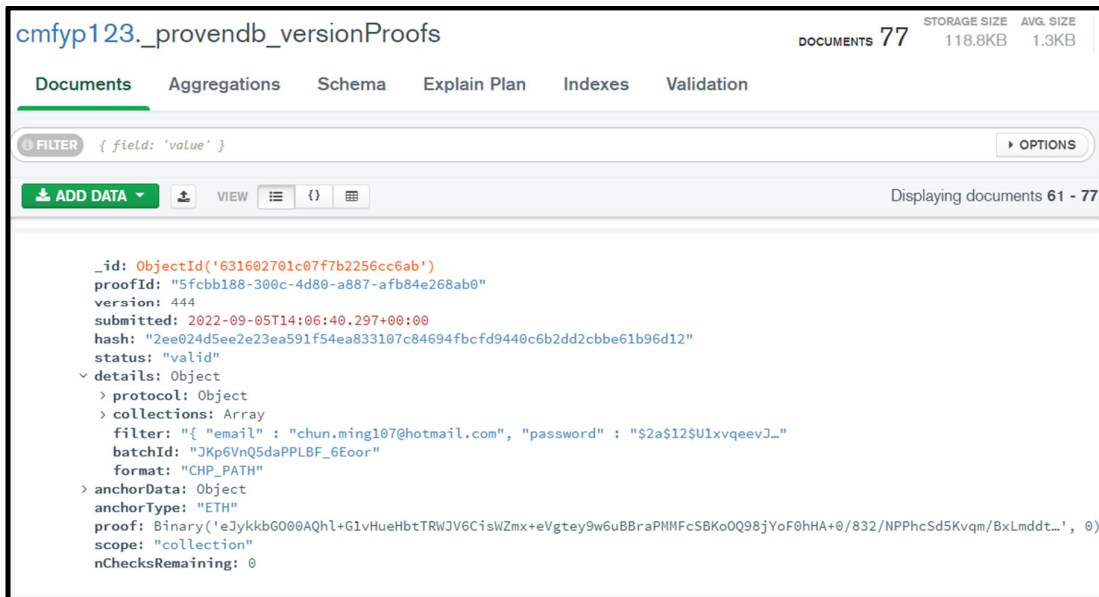 cmfyp123._provendb_versionProofs
DOCUMENTS 77 STORAGE SIZE 118.8KB AVG. SIZE 1.3KB
Documents Aggregations Schema Explain Plan Indexes Validation
FILTER { field: 'value' } OPTIONS
ADD DATA VIEW {} Displaying documents 61 - 77
_id: ObjectId('631602701c07f7b2256cc6ab')
proofId: "5fcbb188-300c-4d80-a887-afb84e268ab0"
version: 444
submitted: 2022-09-05T14:06:40.297+00:00
hash: "2ee024d5ee2e23ea591f54ea833107c84694fbcfd9440c6b2dd2cbbe61b96d12"
status: "valid"
details: Object
protocol: Object
collections: Array
filter: "{ "email" : "chun.ming107@hotmail.com", "password" : "$2a$12$U1xvqeevJ…"
batchId: "JKp6VnQ5daPPLBF_6Eoor"
format: "CHP_PATH"
anchorData: Object
anchorType: "ETH"
proof: Binary('eJykkbGO00AQhl+G1vHueHbtTRWJV6CisWZmx+eVgtey9w6uBBraPMMFcSBKoOQ98jYoF0hHA+0/832/NPPhcSd5Kvqm/BxLmddt…', 0)
scope: "collection"
nChecksRemaining: 0